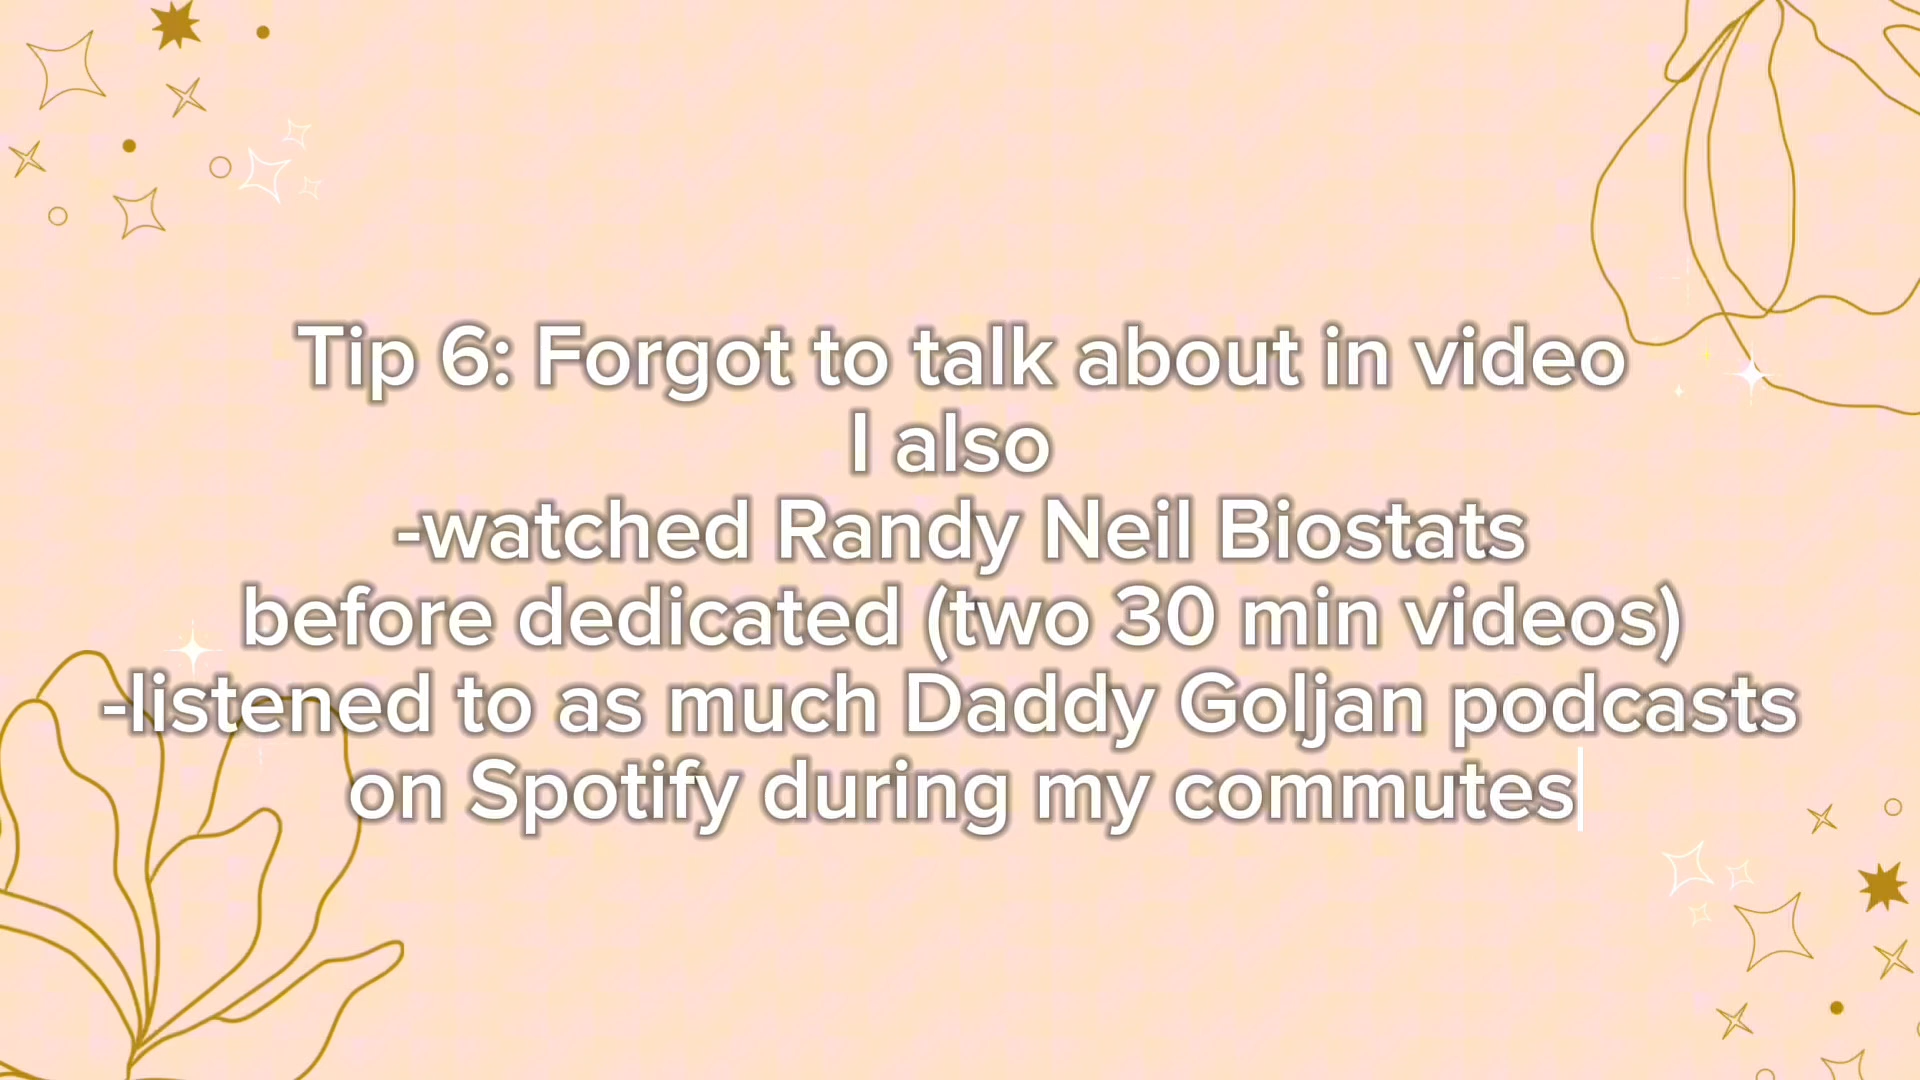 Tip 6: Forgot to talk about in video
I also
-watched Randy Neil Biostats
before dedicated (two 30 min videos)
-listened to as much Daddy Goljan podcasts
on Spotify during my commutes